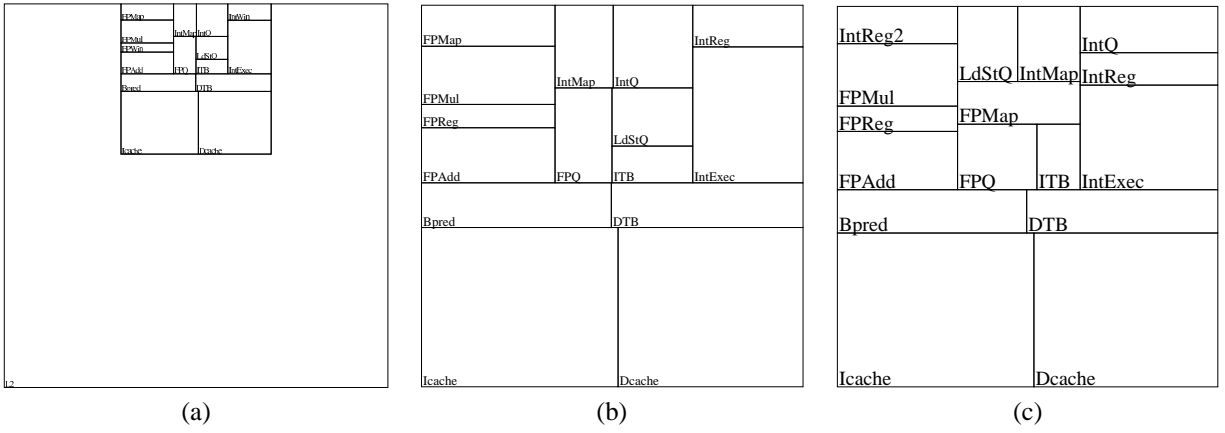 FPMap
IntWin
IntMap
IntQ
FPMul
FPWin
LdStQ
FPAdd
FPQ
ITB
IntExec
Bpred
DTB
Icache
Dcache
L2
(a)
FPMap
IntReg
IntMap
IntQ
FPMul
FPReg
LdStQ
FPAdd
FPQ
ITB
IntExec
Bpred
DTB
Icache
Dcache
(b)
IntReg2
IntQ
LdStQ
IntMap
IntReg
FPMul
FPMap
FPReg
FPAdd
FPQ
ITB
IntExec
Bpred
DTB
Icache
Dcache
(c)